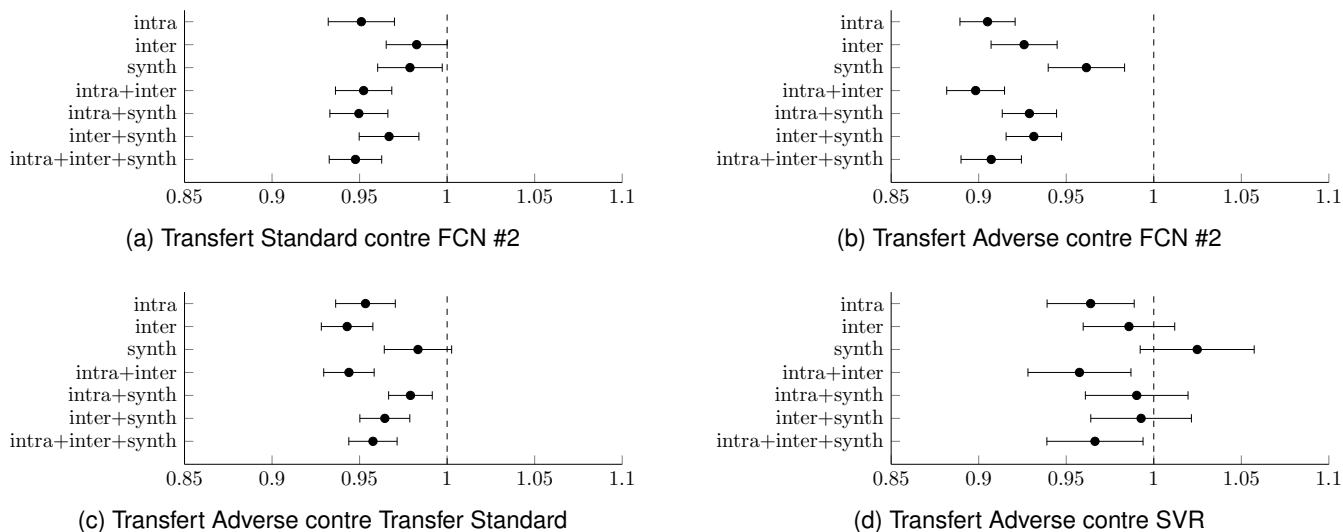 intra
inter
synth
intra+inter
intra+synth
inter+synth
intra+inter+synth
0.85 0.9 0.95 1 1.05 1.1
(a) Transfert Standard contre FCN #2
intra
inter
synth
intra+inter
intra+synth
inter+synth
intra+inter+synth
0.85 0.9 0.95 1 1.05 1.1
(b) Transfert Adverse contre FCN #2
intra
inter
synth
intra+inter
intra+synth
inter+synth
intra+inter+synth
0.85 0.9 0.95 1 1.05 1.1
(c) Transfert Adverse contre Transfer Standard
intra
inter
synth
intra+inter
intra+synth
inter+synth
intra+inter+synth
0.85 0.9 0.95 1 1.05 1.1
(d) Transfert Adverse contre SVR